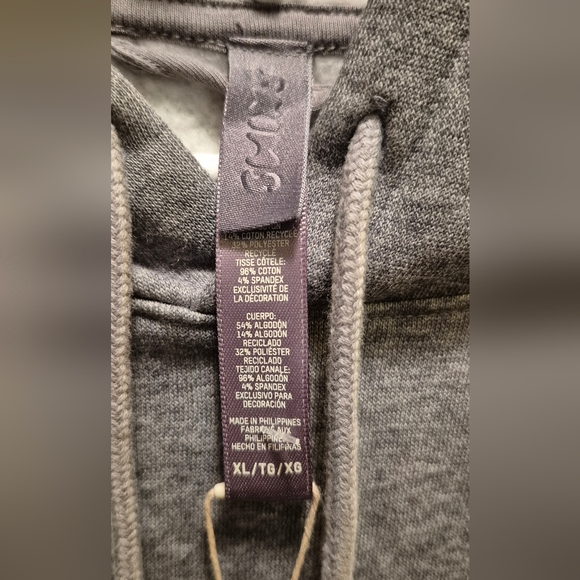 SKIMS
14% COTON RECYCLÉ
32% POLYESTER
RECYCLÉ
TISSE CÔTELÉ:
96% COTON
4% SPANDEX
EXCLUSIVITÉ DE
LA DÉCORATION
CUERPO:
54% ALGODÓN
14% ALGODÓN
RECICLADO
32% POLIÉSTER
RECICLADO
TEJIDO CANALE:
96% ALGODÓN
4% SPANDEX
EXCLUSIVO PARA
DECORACIÓN
MADE IN PHILIPPINES
FABRIQUÉ AUX
PHILIPPINES
HECHO EN FILIPINAS
XL/TG/XG